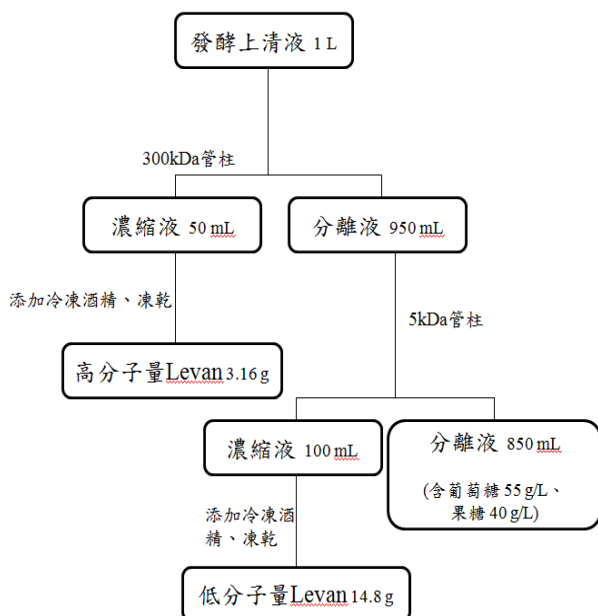 發酵上清液 1 L
300kDa管柱
濃縮液 50 mL
分離液 950 mL
添加冷凍酒精、凍乾
5kDa管柱
高分子量Levan 3.16 g
濃縮液 100 mL
分離液 850 mL
(含葡萄糖 55 g/L、
果糖 40 g/L)
添加冷凍酒
精、凍乾
低分子量Levan 14.8 g